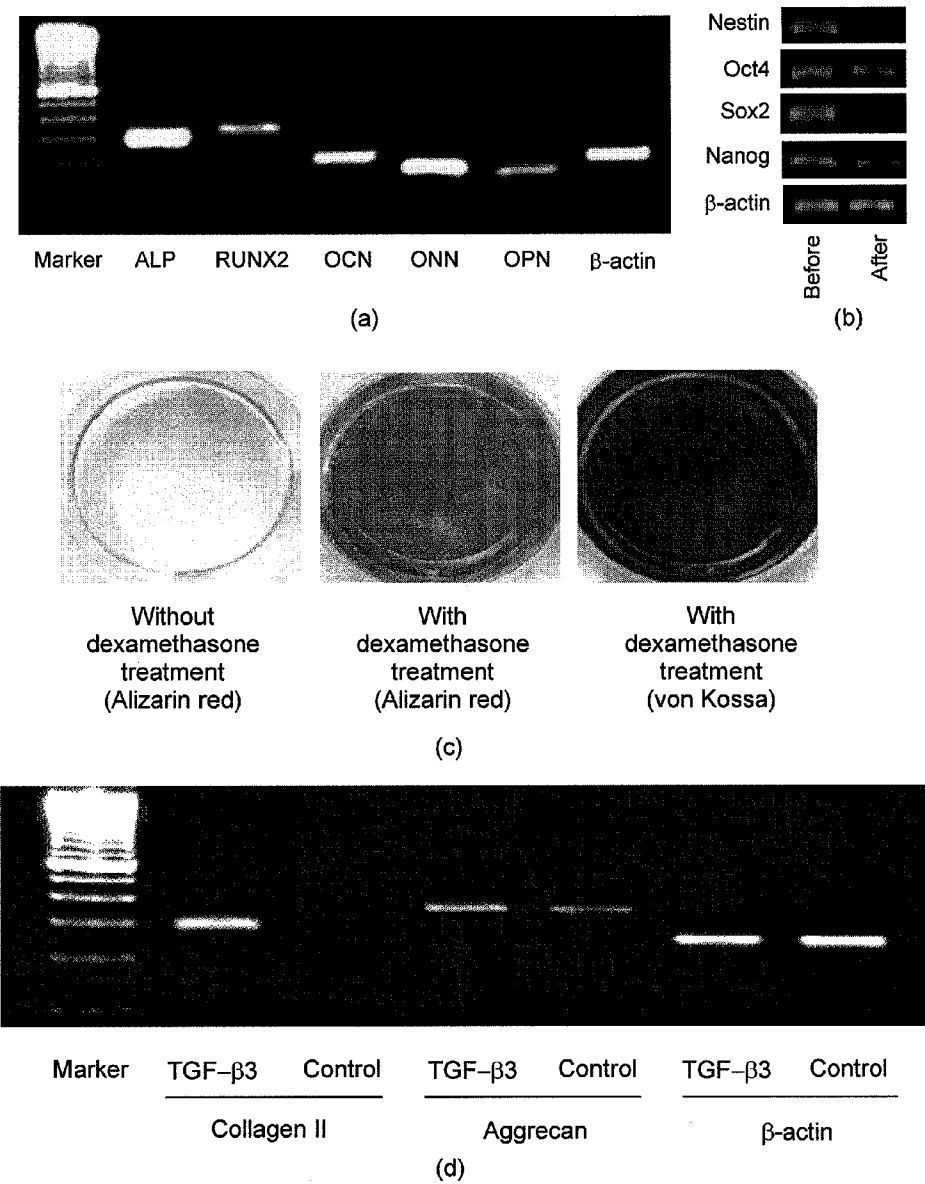 Nestin
Oct4
Sox2
Nanog
β-actin
Before
After
Marker ALP RUNX2 OCN ONN OPN β-actin
(a)
(b)
Without
dexamethasone
treatment
(Alizarin red)
With
dexamethasone
treatment
(Alizarin red)
With
dexamethasone
treatment
(von Kossa)
(c)
Marker TGF–β3 Control TGF–β3 Control TGF–β3 Control
Collagen II Aggrecan β-actin
(d)